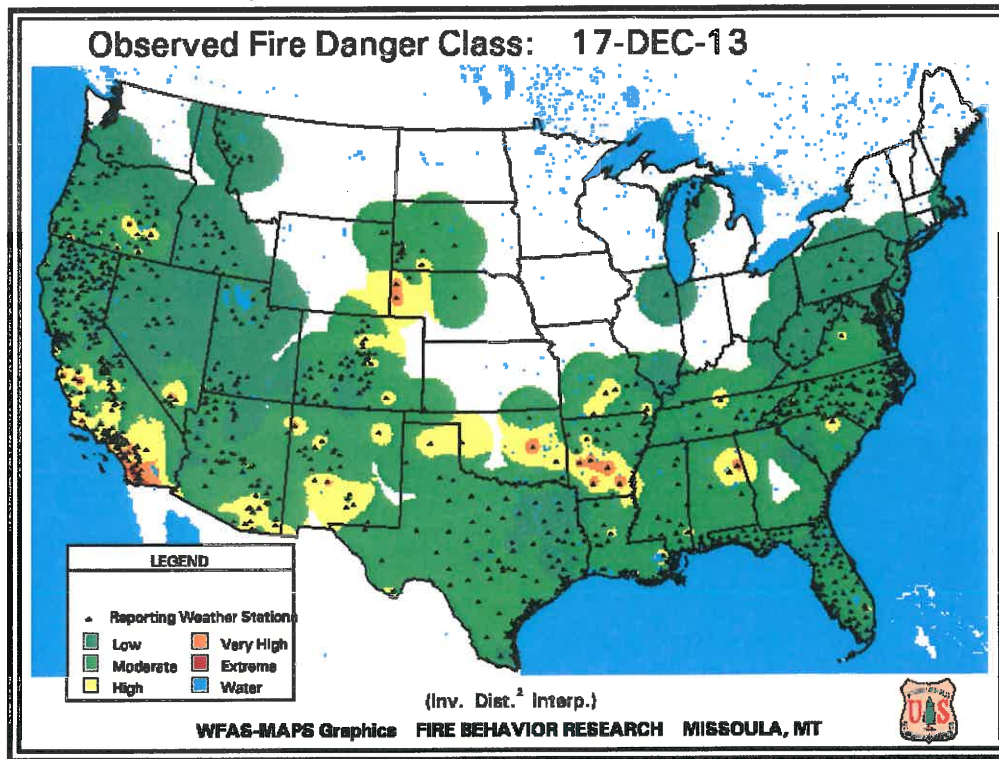 Observed Fire Danger Class: 17-DEC-13
LEGEND
Reporting Weather Stations
Low
Very High
Moderate
Extreme
High
Water
(Inv. Dist.² Interp.)
WFAS-MAPS Graphics FIRE BEHAVIOR RESEARCH MISSOULA, MT
U S